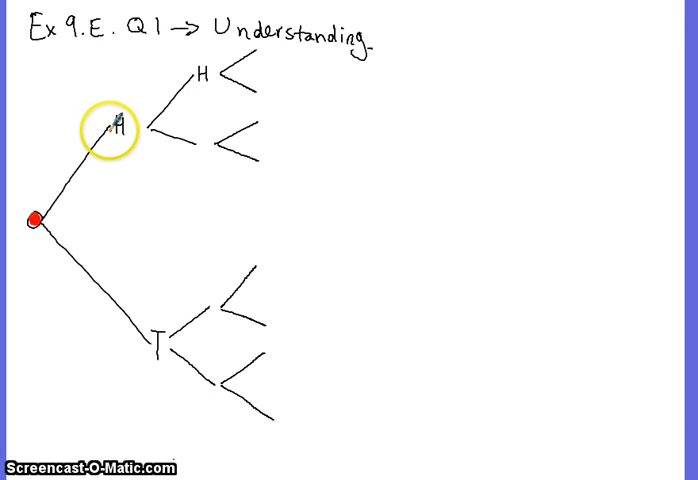 Ex 9.E. Q1 → Understanding.
H
H
T
Screencast-O-Matic.com